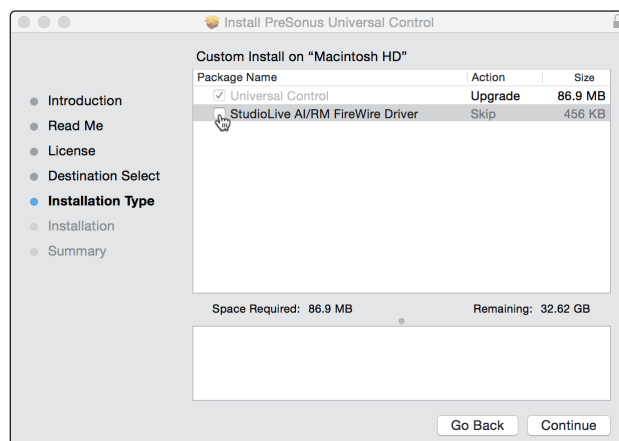 Install PreSonus Universal Control
Custom Install on “Macintosh HD”
Package Name Action Size
Universal Control Upgrade 86.9 MB
StudioLive AI/RM FireWire Driver Skip 456 KB
Introduction
Read Me
License
Destination Select
Installation Type
Installation
Summary
Space Required: 86.9 MB Remaining: 32.62 GB
Go Back Continue